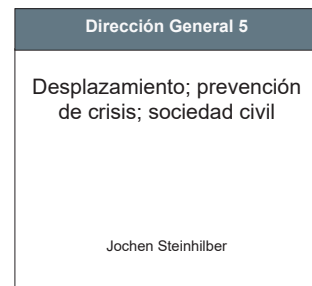 Dirección General 5
Desplazamiento; prevención
de crisis; sociedad civil
Jochen Steinhilber